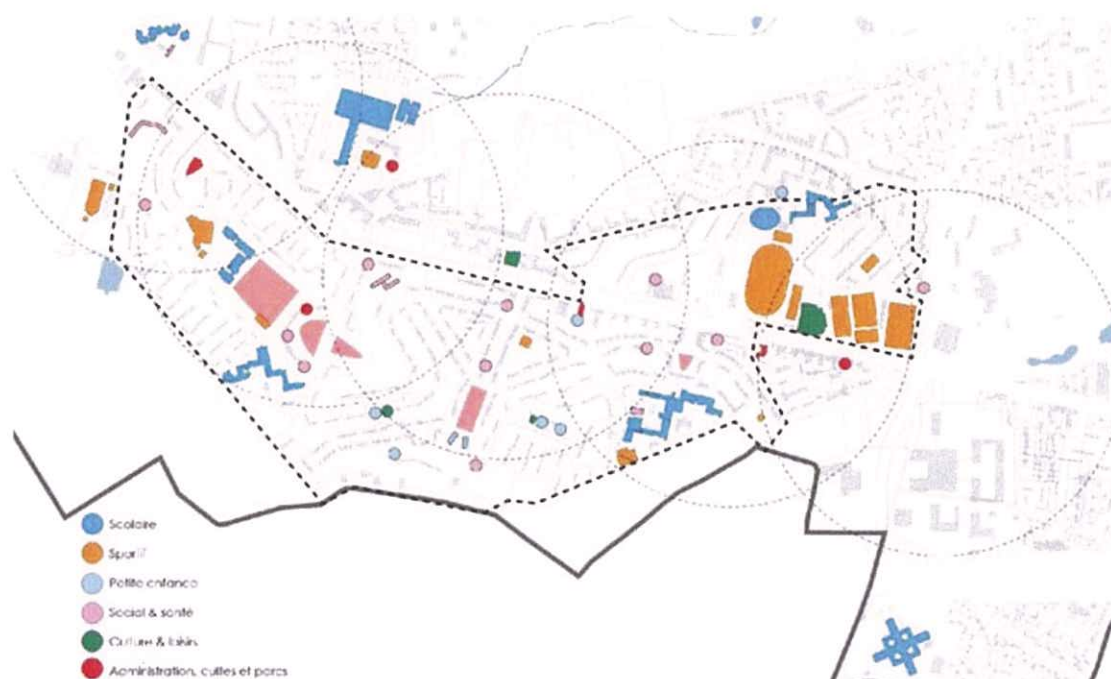 Scolaire
Sportif
Petite enfance
Social & santé
Culture & loisirs
Administration, cultes et parcs